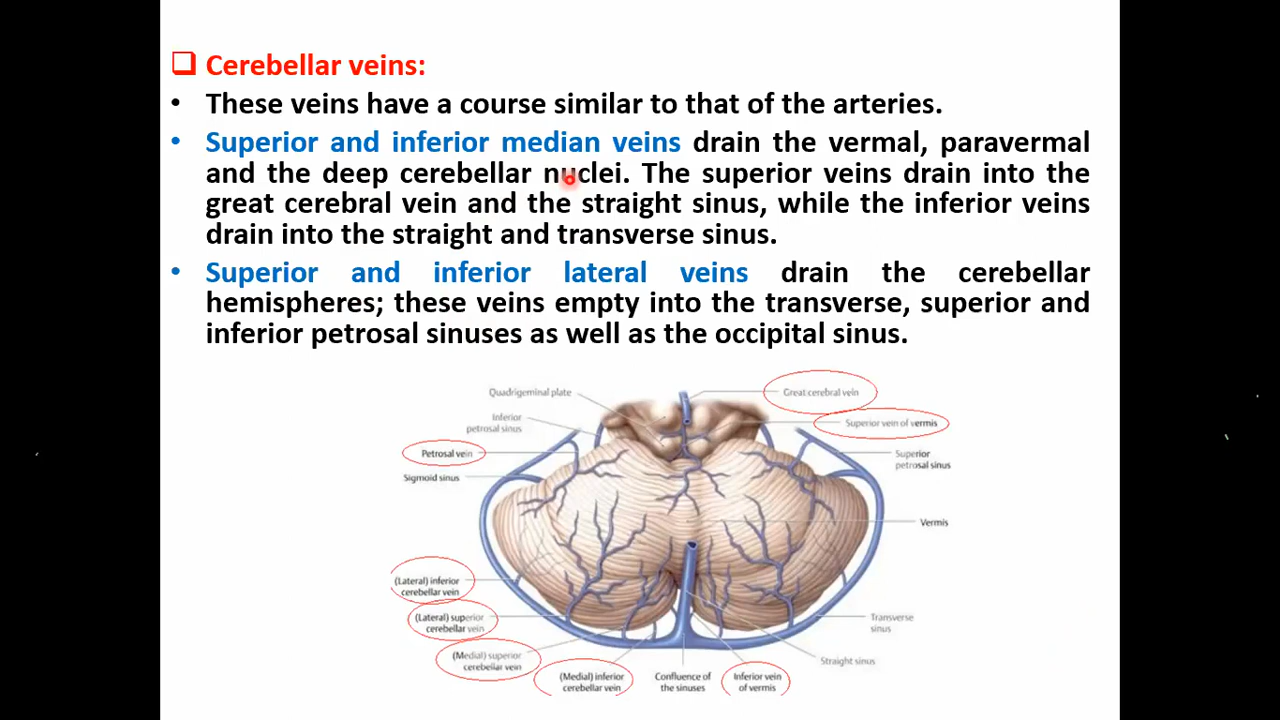 Cerebellar veins:
These veins have a course similar to that of the arteries.
Superior and inferior median veins drain the vermal, paravermal
and the deep cerebellar nuclei. The superior veins drain into the
great cerebral vein and the straight sinus, while the inferior veins
drain into the straight and transverse sinus.
Superior and inferior lateral veins drain the cerebellar
hemispheres; these veins empty into the transverse, superior and
inferior petrosal sinuses as well as the occipital sinus.
Quadrigeminal plate
Great cerebral vein
Inferior
petrosal sinus
Superior vein of vermis
Petrosal vein
Superior
petrosal sinus
Sigmoid sinus
Vermis
(Lateral) inferior
cerebellar vein
(Lateral) superior
cerebellar vein
Transverse
sinus
(Medial) superior
cerebellar vein
Straight sinus
(Medial) inferior
cerebellar vein
Confluence of
the sinuses
Inferior vein
of vermis